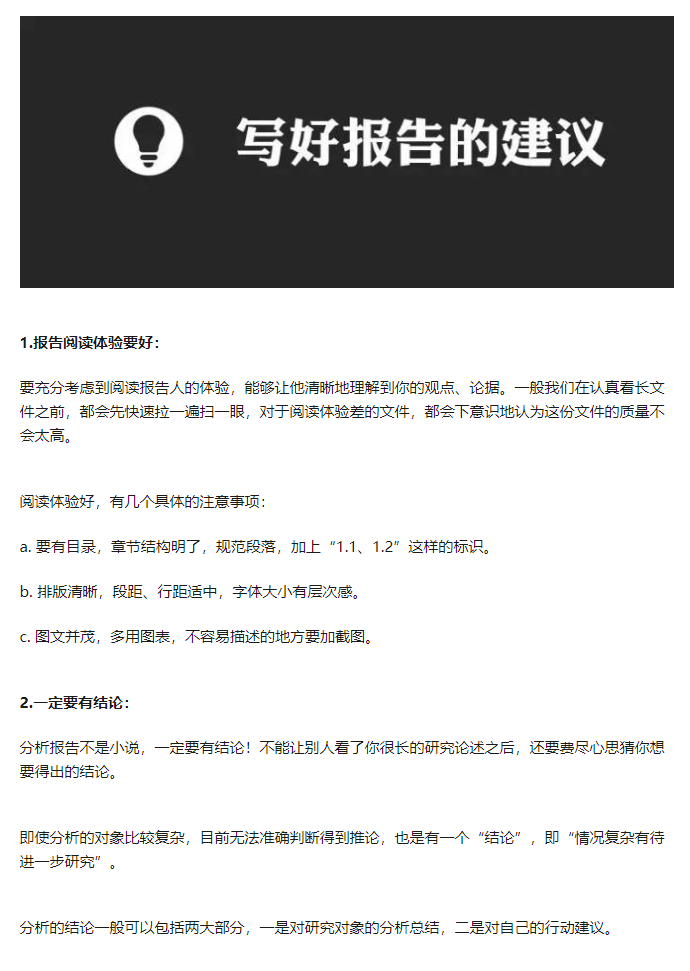 写好报告的建议
1.报告阅读体验要好：
要充分考虑到阅读报告人的体验，能够让他清晰地理解到你的观点、论据。一般我们在认真看长文
件之前，都会先快速拉一遍扫一眼，对于阅读体验差的文件，都会下意识地认为这份文件的质量不
会太高。
阅读体验好，有几个具体的注意事项：
a. 要有目录，章节结构明了，规范段落，加上“1.1、1.2”这样的标识。
b. 排版清晰，段距、行距适中，字体大小有层次感。
c. 图文并茂，多用图表，不容易描述的地方要加截图。
2.一定要有结论：
分析报告不是小说，一定要有结论！不能让别人看了你很长的研究论述之后，还要费尽心思猜你想
要得出的结论。
即使分析的对象比较复杂，目前无法准确判断得到推论，也是有一个“结论”，即“情况复杂有待
进一步研究”。
分析的结论一般可以包括两大部分，一是对研究对象的分析总结，二是对自己的行动建议。